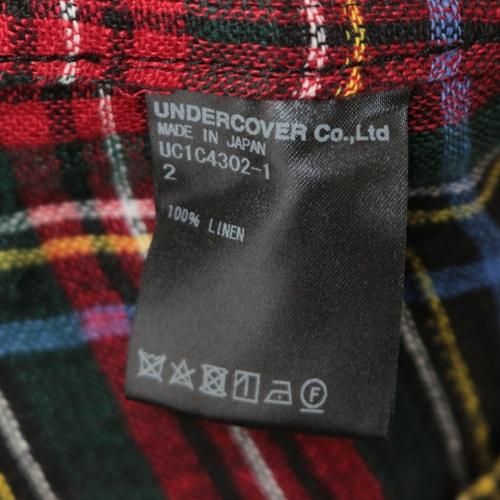 UNDERCOVER Co.,Ltd
MADE IN JAPAN
UC1C4302-1
2
100% LINEN
F